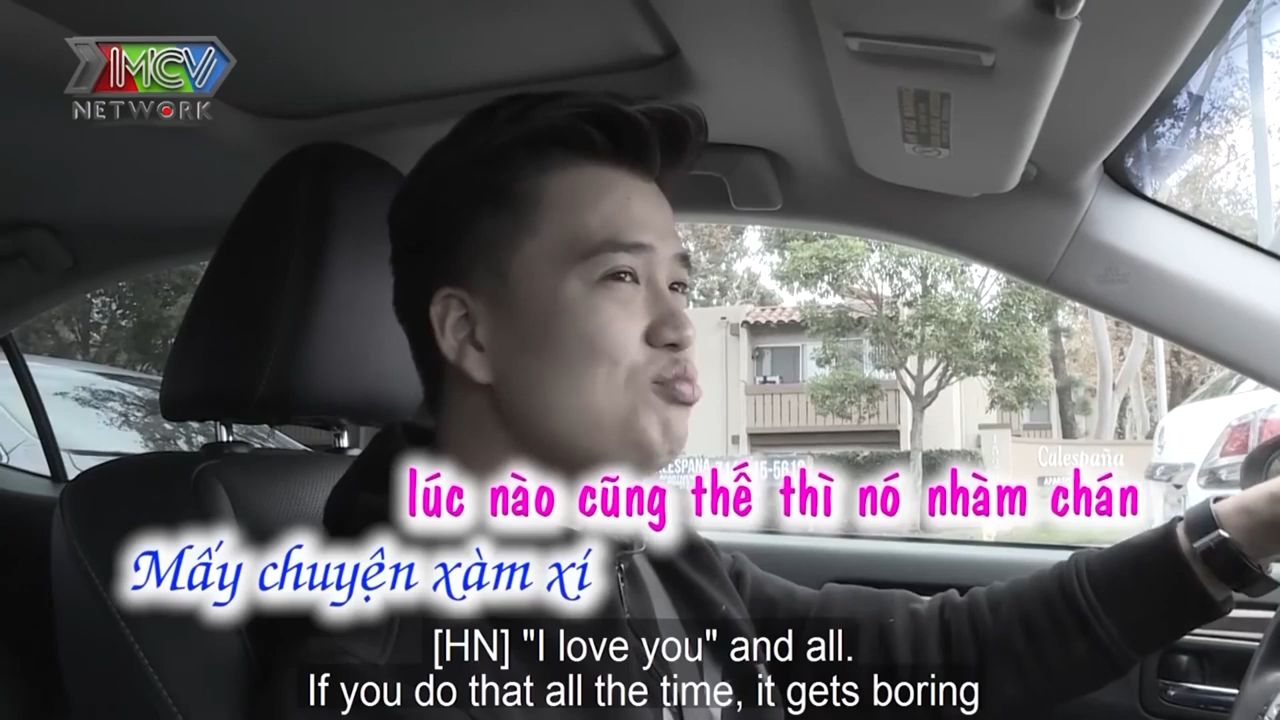 MCV
NETWORK
Calespaña
lúc nào cũng thế thì nó nhàm chán
Mấy chuyện xàm xí
[HN] "I love you" and all.
If you do that all the time, it gets boring